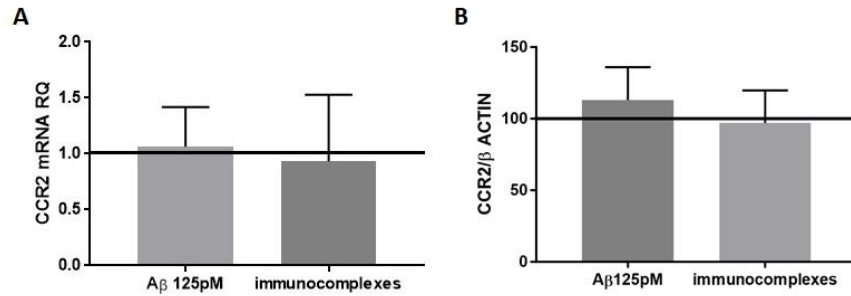 A
CCR2 mRNA RQ
2.0
1.5
1.0
0.5
0.0
Aβ 125pM
immunocomplexes
B
CCR2/β ACTIN
150
100
50
0
Aβ125pM
immunocomplexes